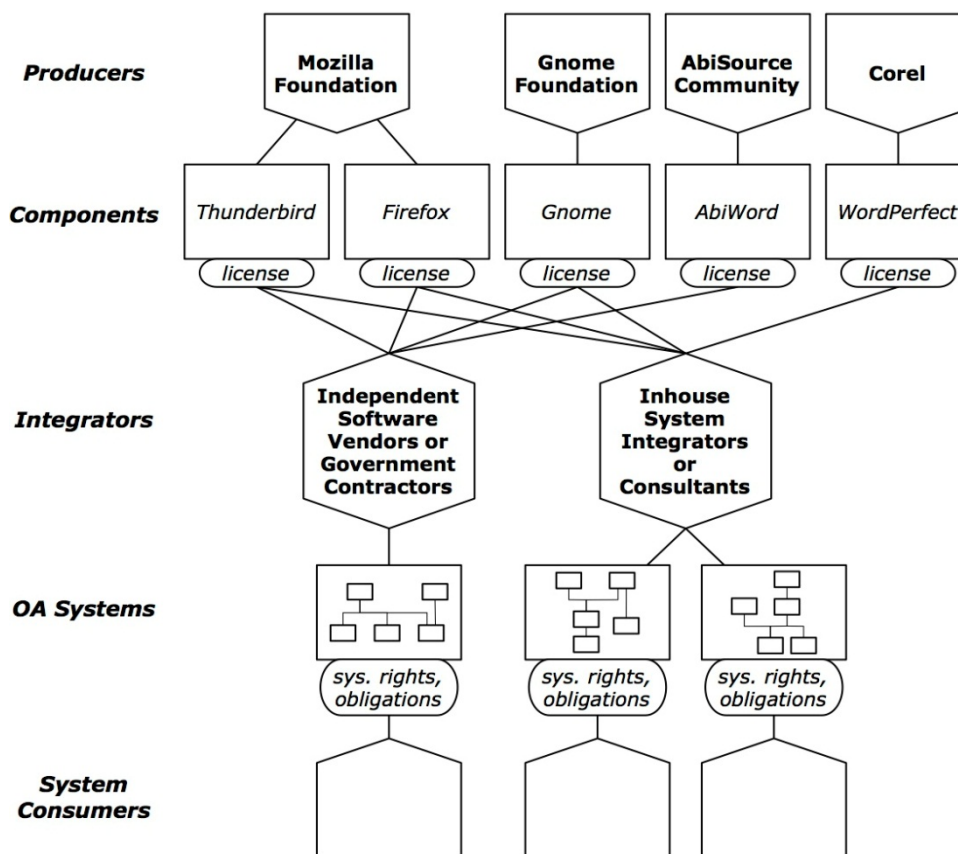 Producers
Mozilla
Foundation
Gnome
Foundation
AbiSource
Community
Corel
Components
Thunderbird
Firefox
Gnome
AbiWord
WordPerfect
license
license
license
license
license
Integrators
Independent
Software
Vendors or
Government
Contractors
Inhouse
System
Integrators
or
Consultants
OA Systems
sys. rights,
obligations
sys. rights,
obligations
sys. rights,
obligations
System
Consumers